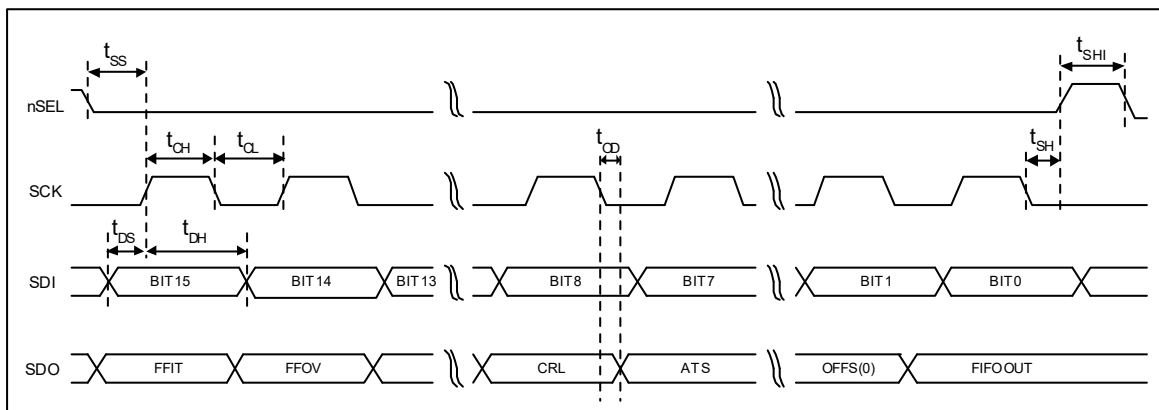 tSS
tSHI
nSEL
tCH
tCL
tOD
tSH
SCK
tDS
tDH
SDI
BIT15
BIT14
BIT13
BIT8
BIT7
BIT1
BIT0
SDO
FFIT
FFOV
CRL
ATS
OFFS(0)
FIFOOUT